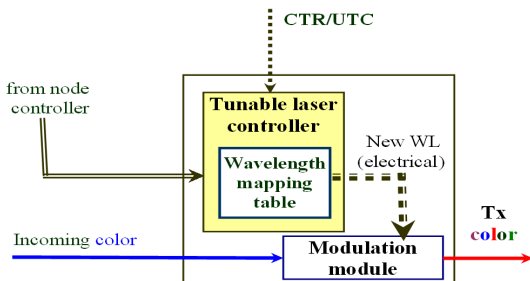 CTR/UTC
from node
controller
Tunable laser
controller
Wavelength
mapping
table
New WL
(electrical)
Tx
color
Incoming color
Modulation
module